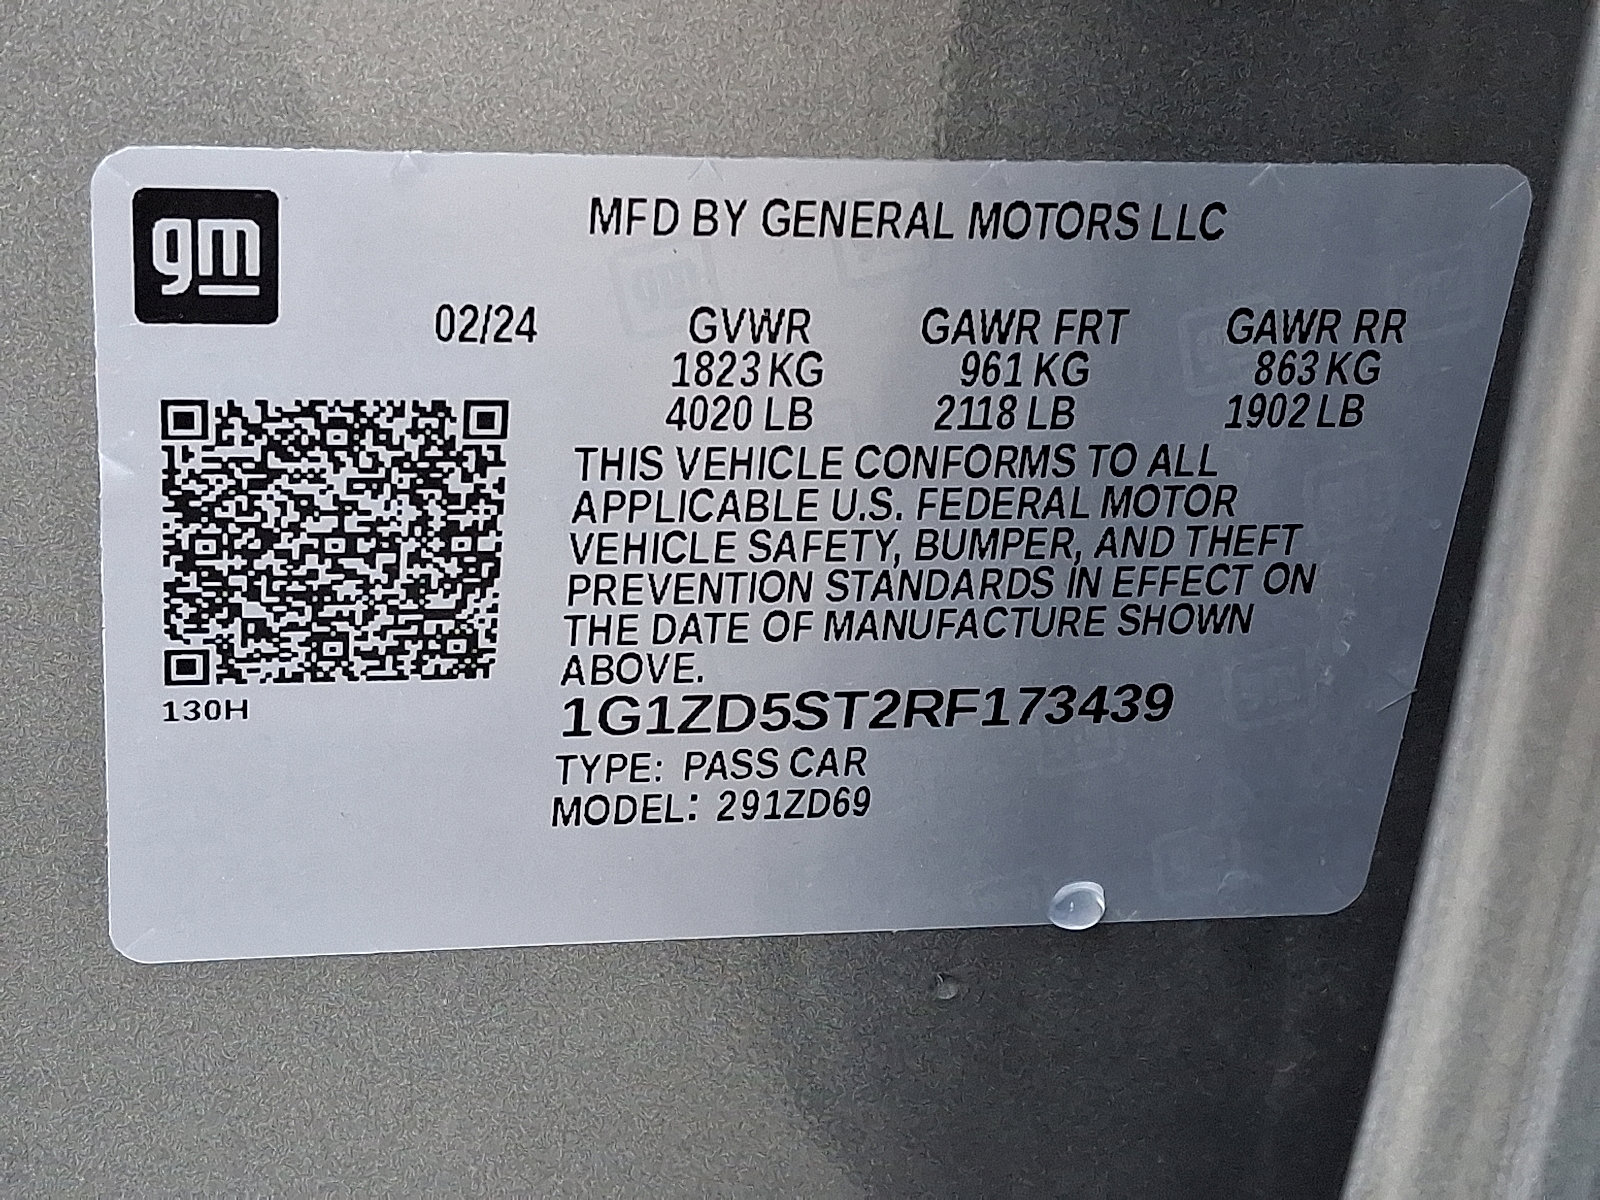 gm
MFD BY GENERAL MOTORS LLC
02/24 GVWR GAWR FRT GAWR RR
1823 KG 961 KG 863 KG
4020 LB 2118 LB 1902 LB
THIS VEHICLE CONFORMS TO ALL
APPLICABLE U.S. FEDERAL MOTOR
VEHICLE SAFETY, BUMPER, AND THEFT
PREVENTION STANDARDS IN EFFECT ON
THE DATE OF MANUFACTURE SHOWN
ABOVE.
130H
1G1ZD5ST2RF173439
TYPE: PASS CAR
MODEL: 291ZD69